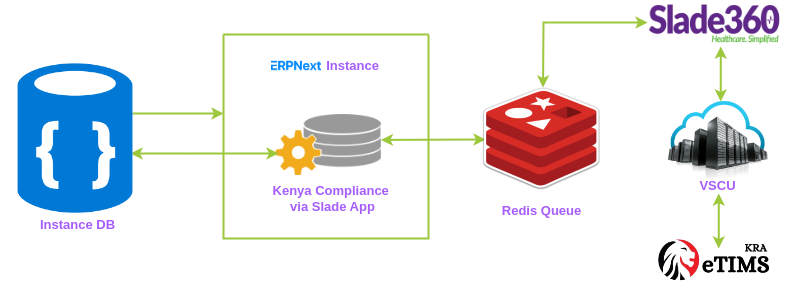 Slade360
Healthcare, Simplified
ERPNext Instance
{ }
Kenya Compliance
via Slade App
Instance DB
Redis Queue
VSCU
KRA
eTIMS